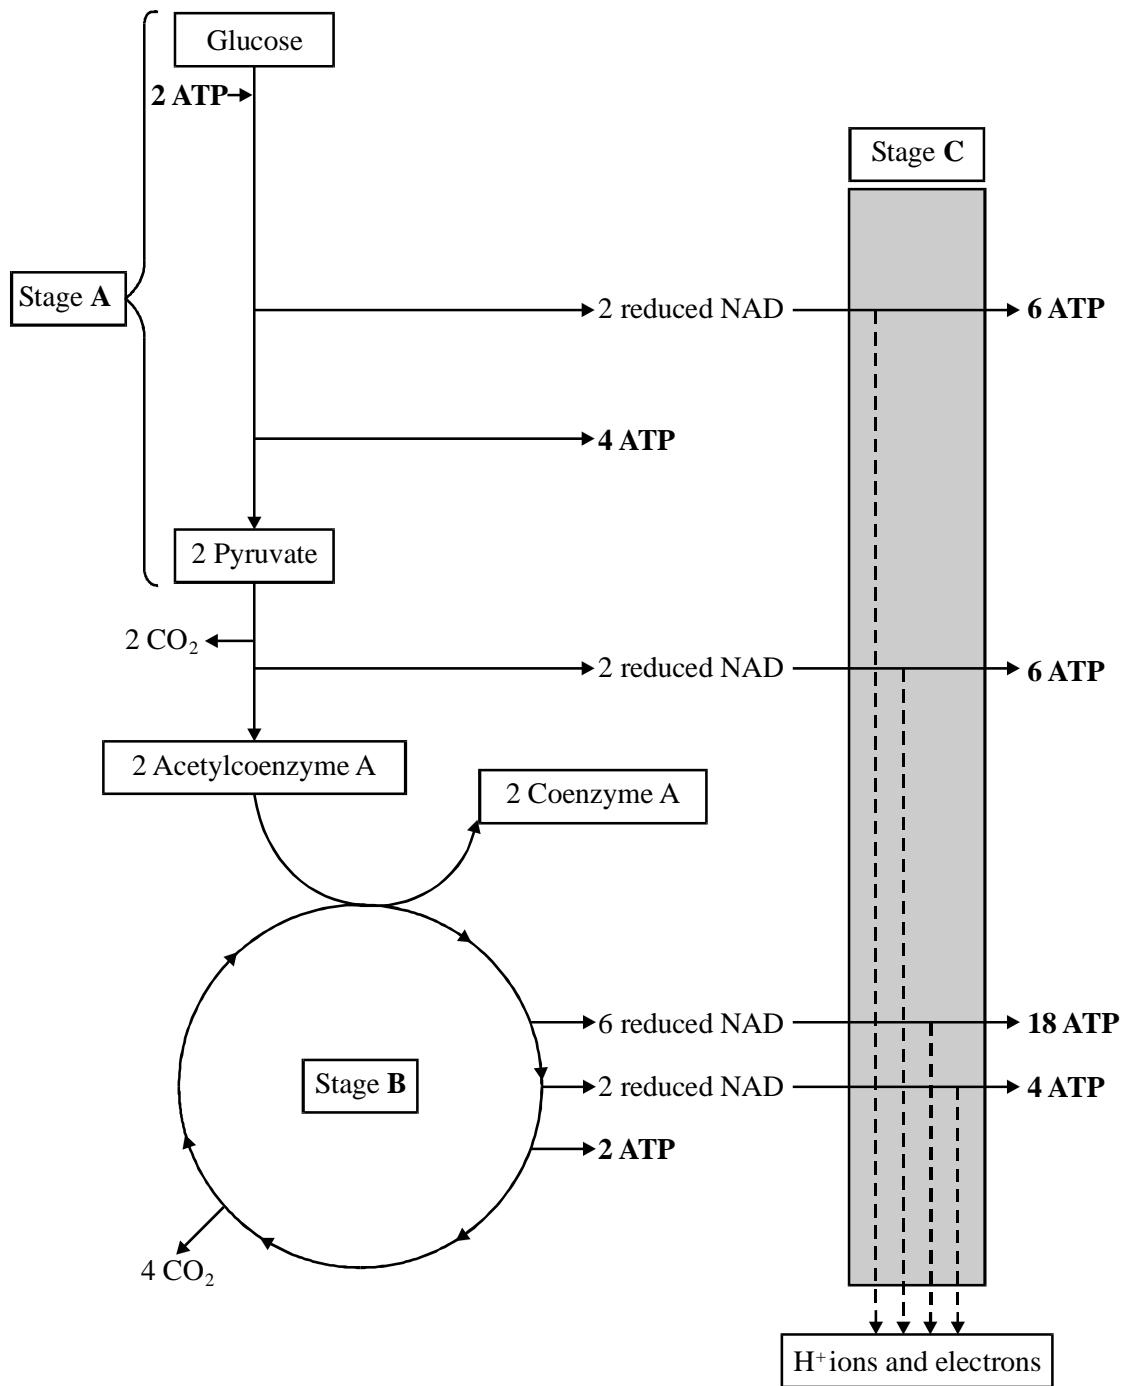 Glucose
2 ATP
Stage C
Stage A
2 reduced NAD
6 ATP
4 ATP
2 Pyruvate
2 CO₂
2 reduced NAD
6 ATP
2 Acetylcoenzyme A
2 Coenzyme A
6 reduced NAD
18 ATP
Stage B
2 reduced NAD
4 ATP
2 ATP
4 CO₂
H⁺ ions and electrons